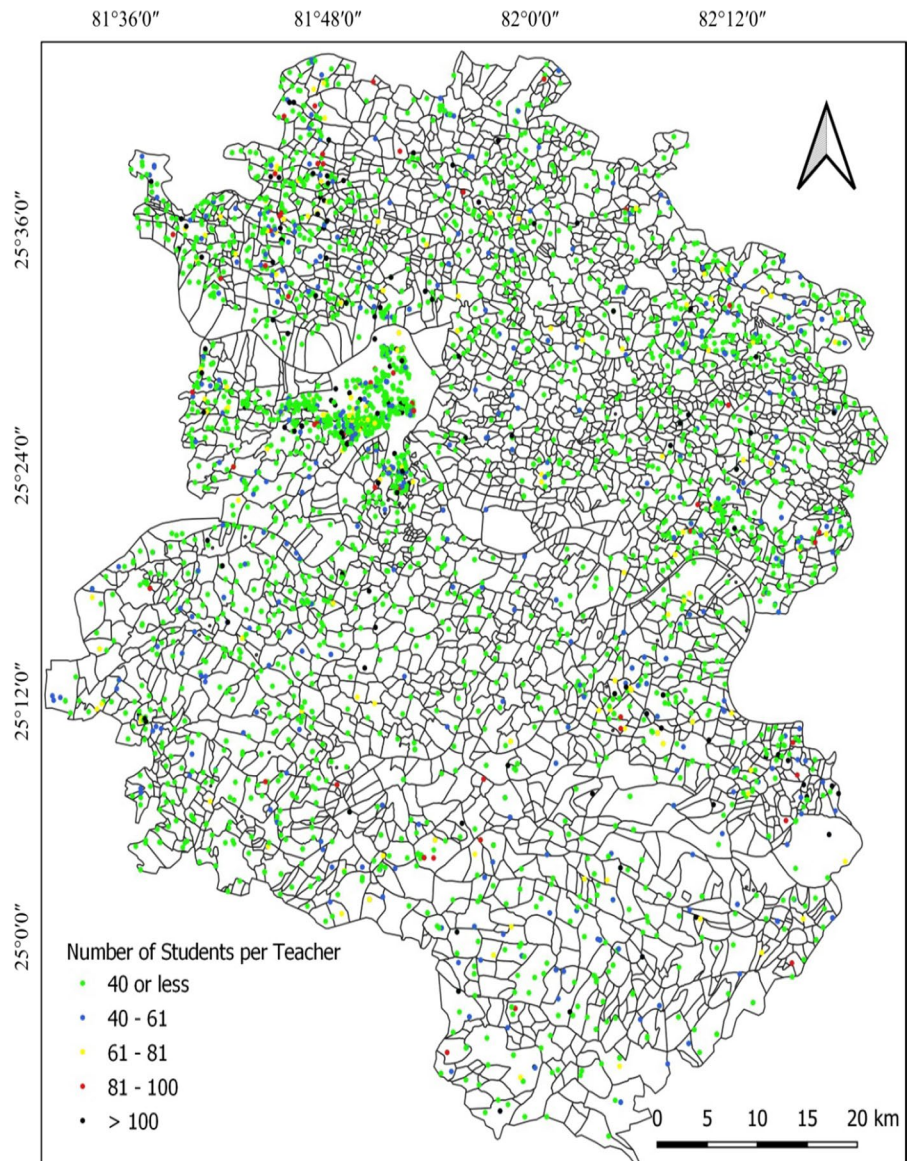 81°36′0″ 81°48′0″ 82°0′0″ 82°12′0″
25°36′0″
25°24′0″
25°12′0″
25°0′0″
Number of Students per Teacher
40 or less
40 - 61
61 - 81
81 - 100
> 100
0 5 10 15 20 km